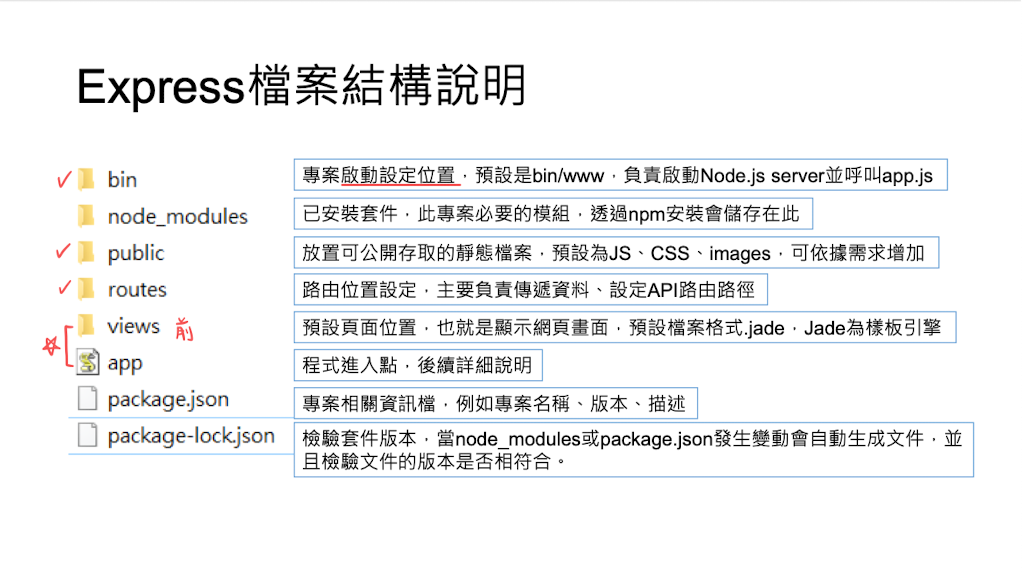 Express檔案結構說明
bin
專案啟動設定位置，預設是bin/www，負責啟動Node.js server並呼叫app.js
node_modules
已安裝套件，此專案必要的模組，透過npm安裝會儲存在此
public
放置可公開存取的靜態檔案，預設為JS、CSS、images，可依據需求增加
routes
路由位置設定，主要負責傳遞資料、設定API路由路徑
views 前
預設頁面位置，也就是顯示網頁畫面，預設檔案格式.jade，Jade為樣板引擎
app
程式進入點，後續詳細說明
package.json
專案相關資訊檔，例如專案名稱、版本、描述
package-lock.json
檢驗套件版本，當node_modules或package.json發生變動會自動生成文件，並
且檢驗文件的版本是否相符合。